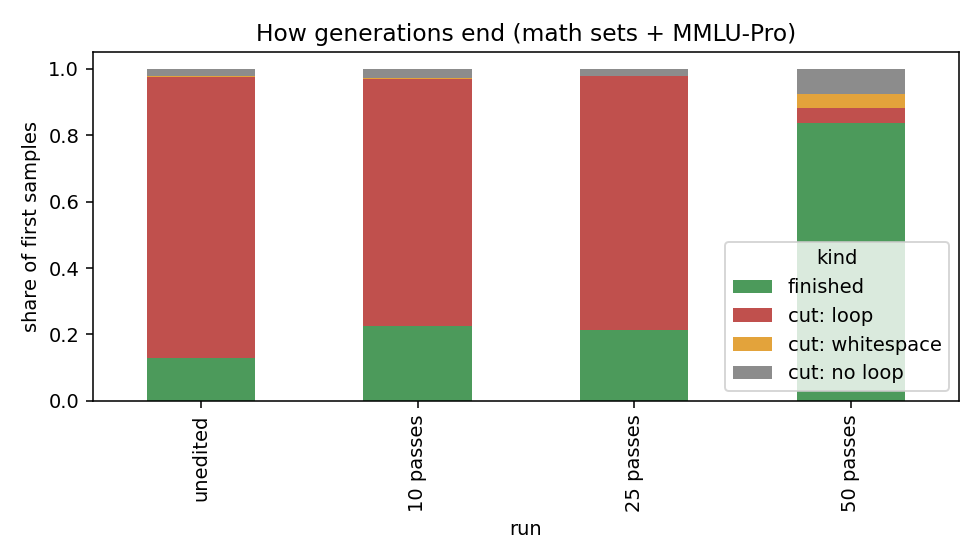 How generations end (math sets + MMLU-Pro)
share of first samples
1.0
0.8
0.6
0.4
0.2
0.0
kind
finished
cut: loop
cut: whitespace
cut: no loop
unedited
10 passes
25 passes
50 passes
run